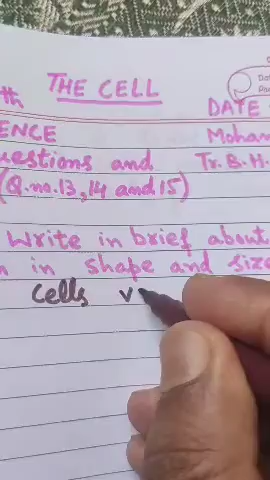 THE CELL
th DATE
ENCE Mohan
uestions and Tr. B.H.
(Q.no.13, 14 and 15)
Write in brief about
n in shape and size
cells v